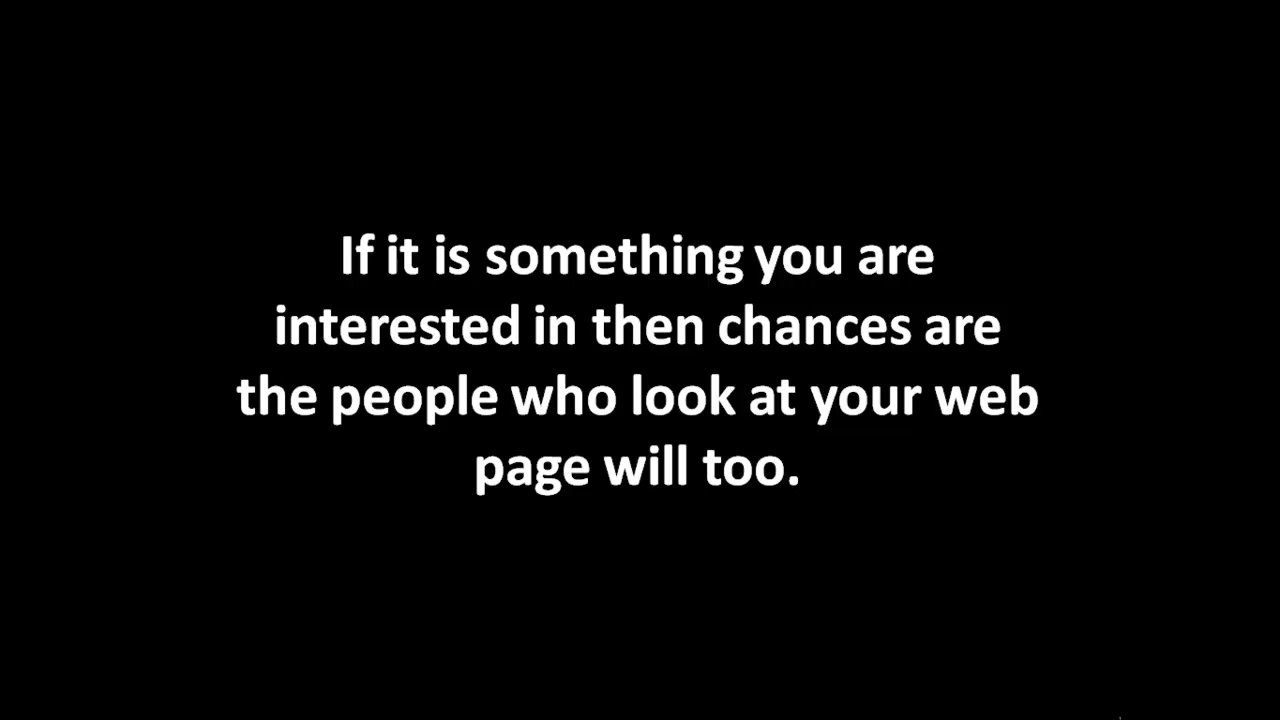 If it is something you are
interested in then chances are
the people who look at your web
page will too.